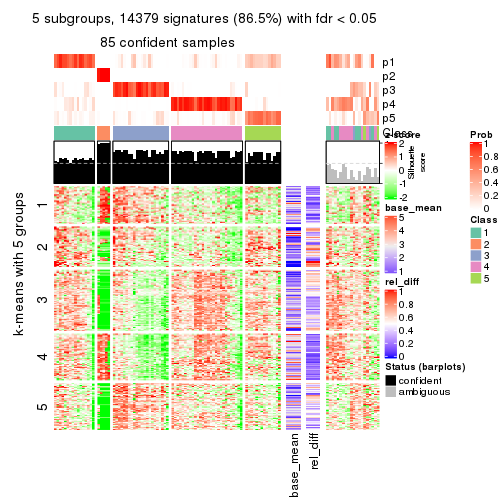 5 subgroups, 14379 signatures (86.5%) with fdr < 0.05
85 confident samples
p1
p2
p3
p4
p5
Class
Silhouette
score
k-means with 5 groups
1
2
3
4
5
base_mean
rel_diff
z-score
2
1
0
-1
-2
base_mean
5
4
3
2
1
rel_diff
1
0.8
0.6
0.4
0.2
0
Status (barplots)
confident
ambiguous
Prob
1
0.8
0.6
0.4
0.2
0
Class
1
2
3
4
5